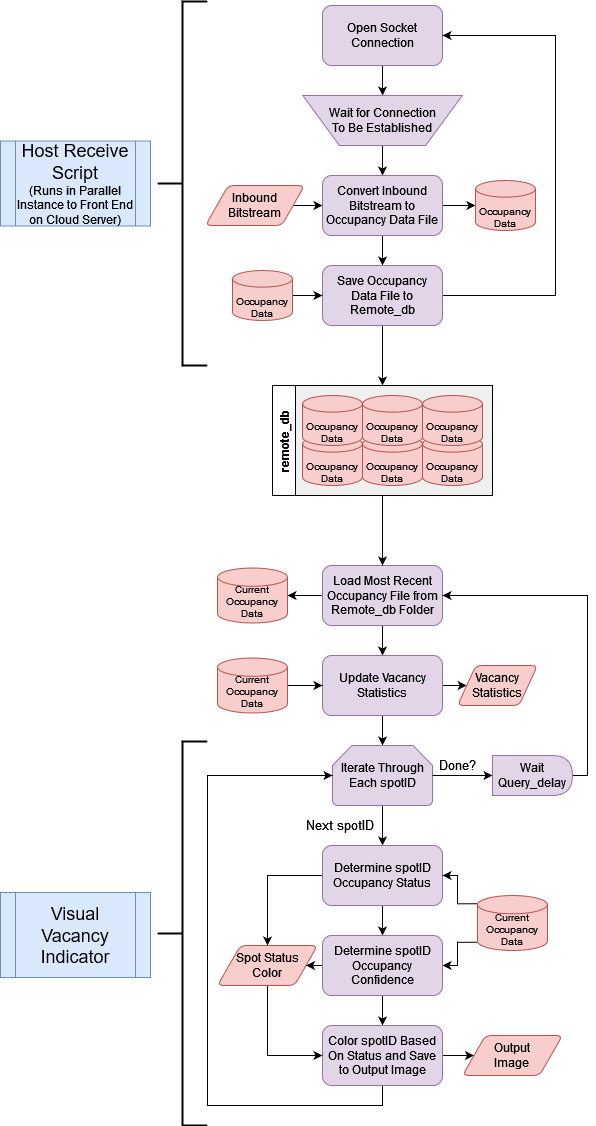 Open Socket
Connection
Wait for Connection
To Be Established
Host Receive
Script
(Runs in Parallel
Instance to Front End
on Cloud Server)
Inbound
Bitstream
Convert Inbound
Bitstream to
Occupancy Data File
Occupancy
Data
Occupancy
Data
Save Occupancy
Data File to
Remote_db
remote_db
Occupancy
Data
Occupancy
Data
Occupancy
Data
Occupancy
Data
Occupancy
Data
Occupancy
Data
Current
Occupancy
Data
Load Most Recent
Occupancy File from
Remote_db Folder
Current
Occupancy
Data
Update Vacancy
Statistics
Vacancy
Statistics
Iterate Through
Each spotID
Done?
Wait
Query_delay
Next spotID
Determine spotID
Occupancy Status
Current
Occupancy
Data
Visual
Vacancy
Indicator
Spot Status
Color
Determine spotID
Occupancy
Confidence
Color spotID Based
On Status and Save
to Output Image
Output
Image